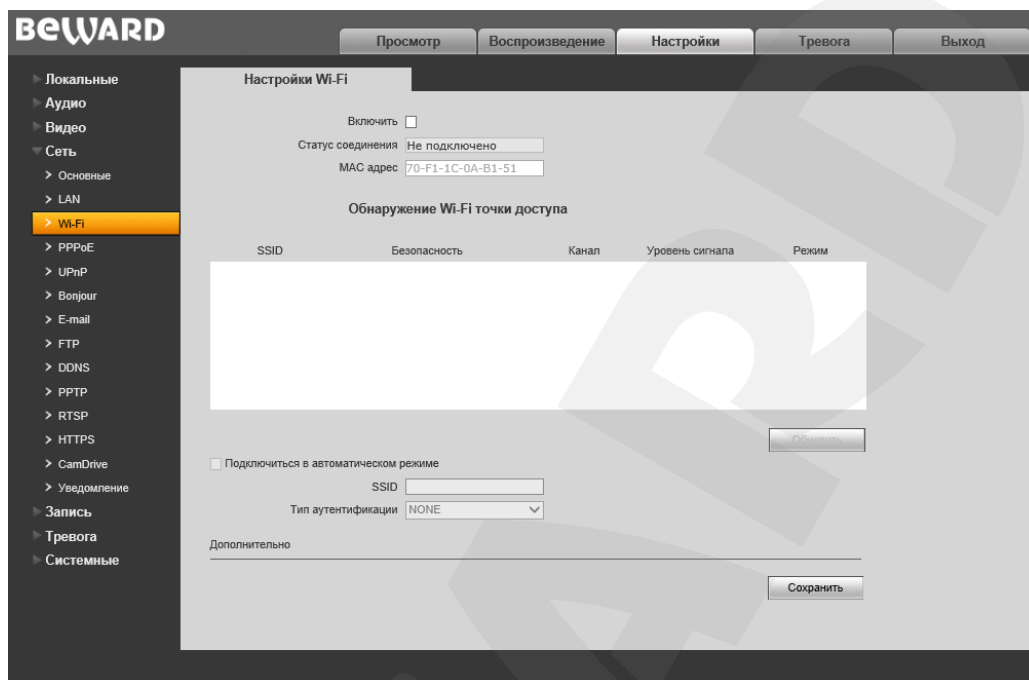 BEWARD
Просмотр Воспроизведение Настройки Тревога Выход
Локальные
Аудио
Видео
Сеть
Основные
LAN
Wi-Fi
PPPoE
UPnP
Bonjour
E-mail
FTP
DDNS
PPTP
RTSP
HTTPS
CamDrive
Уведомление
Запись
Тревога
Системные
Настройки Wi-Fi
Включить
Статус соединения Не подключено
MAC адрес 70-F1-1C-0A-B1-51
Обнаружение Wi-Fi точки доступа
SSID Безопасность Канал Уровень сигнала Режим
Обновить
Подключиться в автоматическом режиме
SSID
Тип аутентификации NONE
Дополнительно
Сохранить